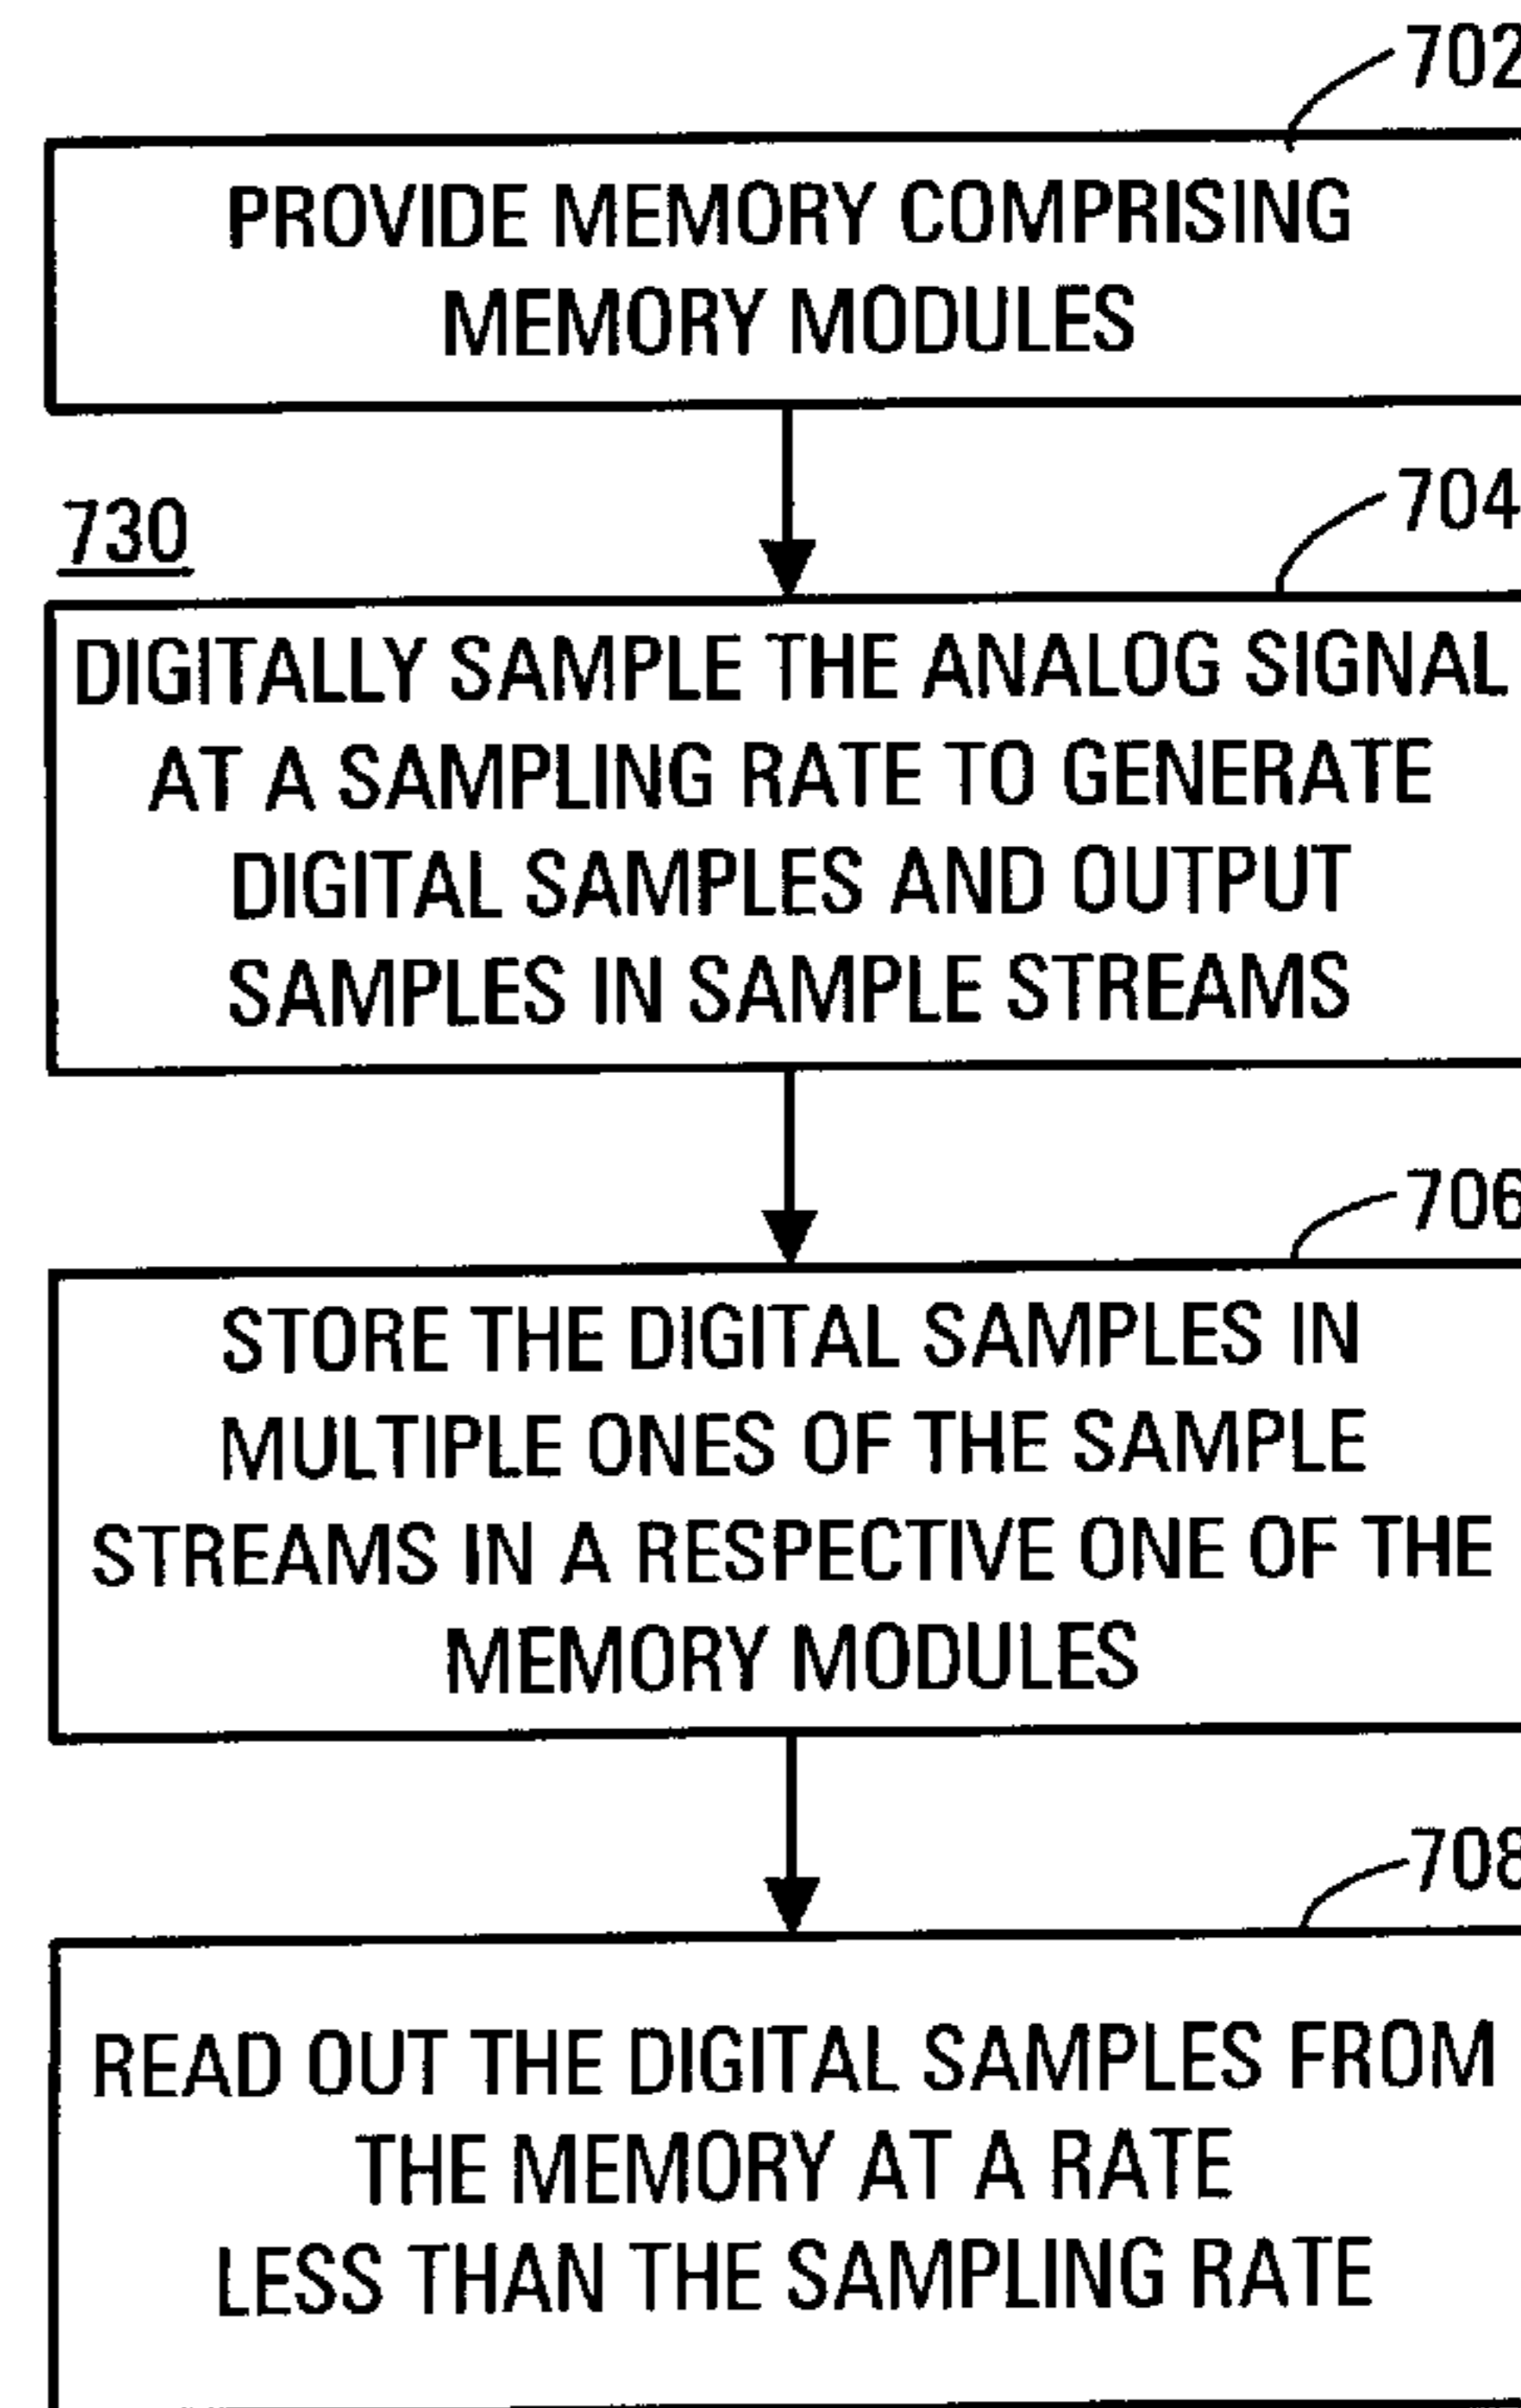 702
PROVIDE MEMORY COMPRISING
MEMORY MODULES
730
704
DIGITALLY SAMPLE THE ANALOG SIGNAL
AT A SAMPLING RATE TO GENERATE
DIGITAL SAMPLES AND OUTPUT
SAMPLES IN SAMPLE STREAMS
706
STORE THE DIGITAL SAMPLES IN
MULTIPLE ONES OF THE SAMPLE
STREAMS IN A RESPECTIVE ONE OF THE
MEMORY MODULES
708
READ OUT THE DIGITAL SAMPLES FROM
THE MEMORY AT A RATE
LESS THAN THE SAMPLING RATE